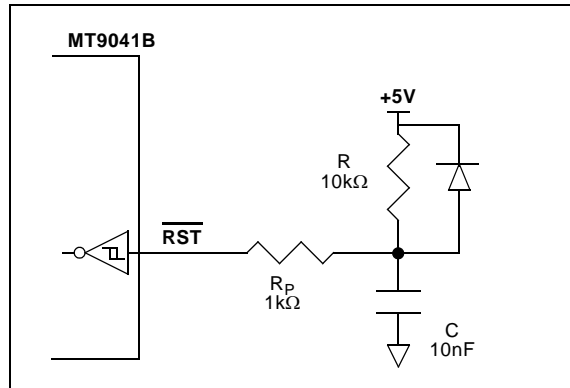 MT9041B
+5V
R
10kΩ
RST
RP
1kΩ
C
10nF